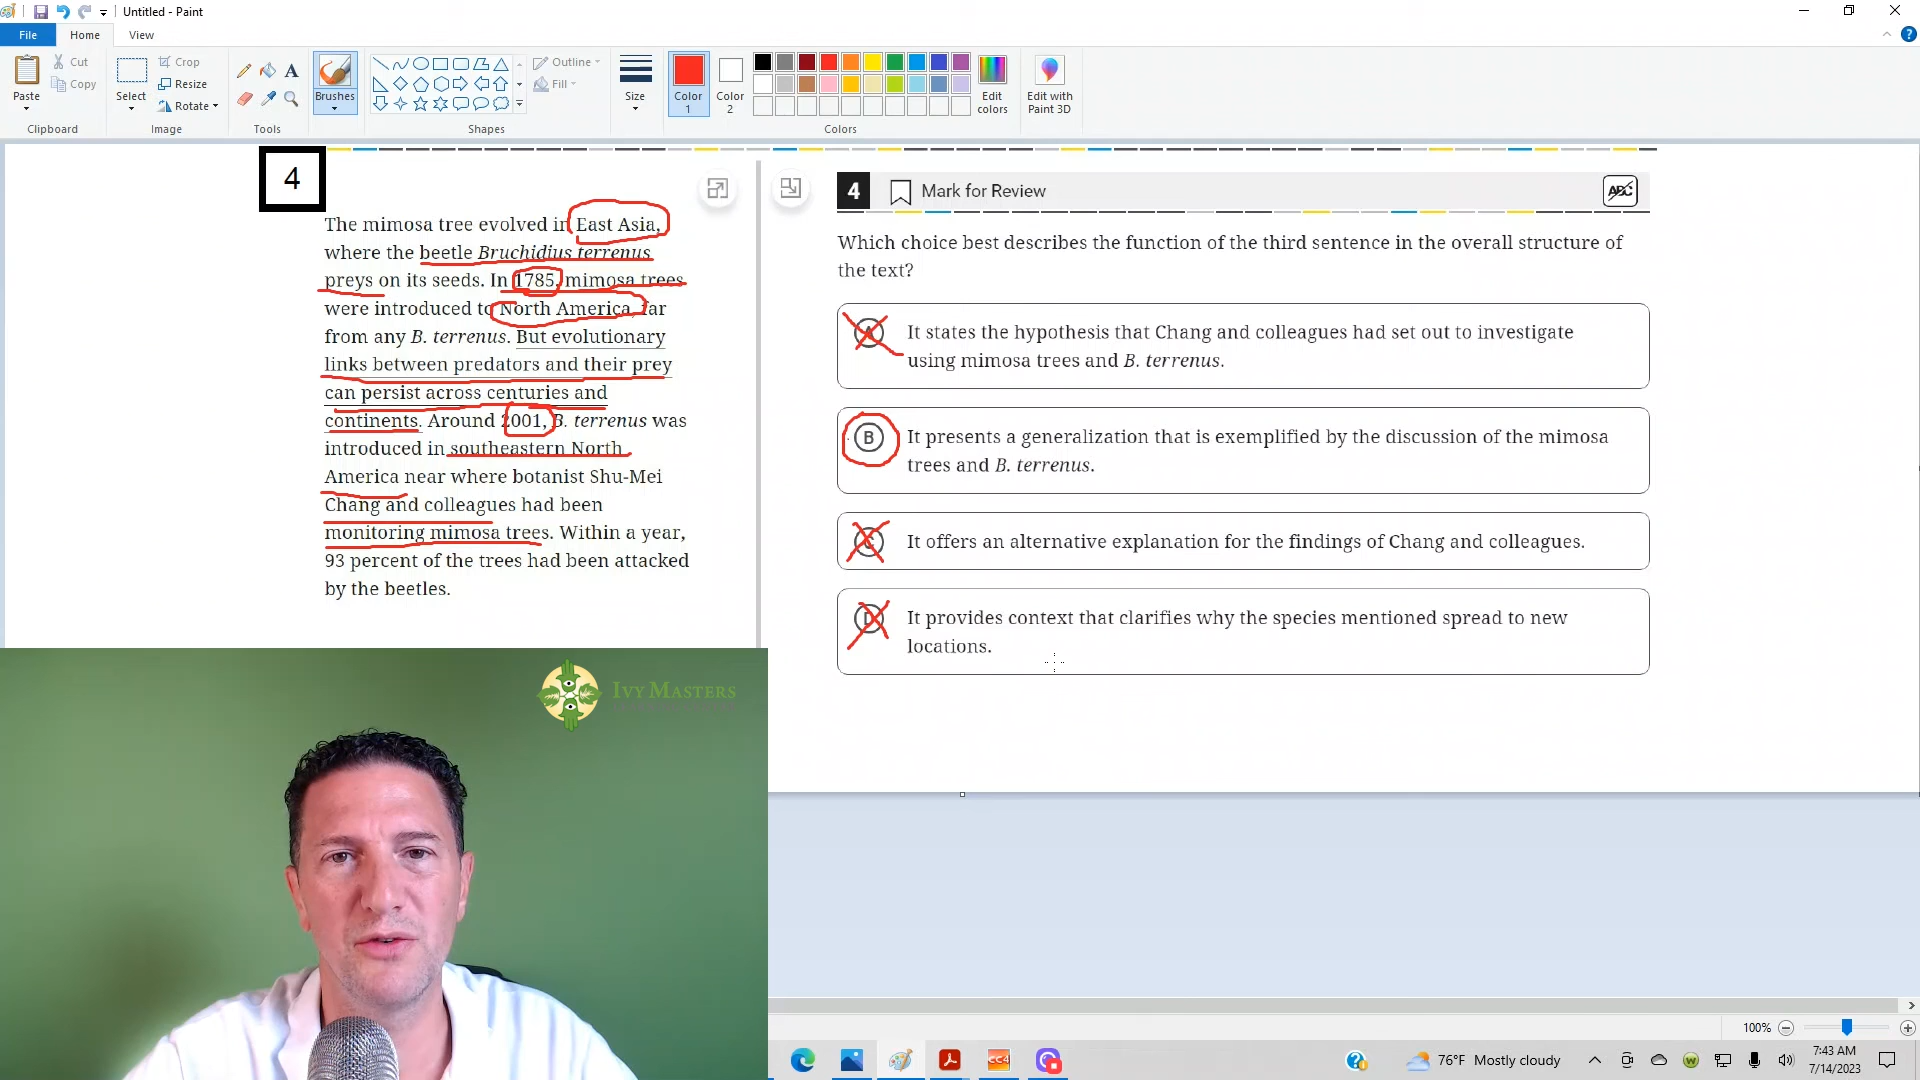 Untitled - Paint
File
Home
View
Paste
Cut
Copy
Clipboard
Select
Crop
Resize
Rotate
Image
A
Tools
Brushes
Shapes
Outline
Fill
Size
Color
1
Color
2
Colors
Edit
colors
Edit with
Paint 3D
4
The mimosa tree evolved in East Asia,
where the beetle Bruchidius terrenus
preys on its seeds. In 1785, mimosa trees
were introduced to North America, far
from any B. terrenus. But evolutionary
links between predators and their prey
can persist across centuries and
continents. Around 2001, B. terrenus was
introduced in southeastern North
America near where botanist Shu-Mei
Chang and colleagues had been
monitoring mimosa trees. Within a year,
93 percent of the trees had been attacked
by the beetles.
4
Mark for Review
ABC
Which choice best describes the function of the third sentence in the overall structure of
the text?
A
It states the hypothesis that Chang and colleagues had set out to investigate
using mimosa trees and B. terrenus.
B
It presents a generalization that is exemplified by the discussion of the mimosa
trees and B. terrenus.
C
It offers an alternative explanation for the findings of Chang and colleagues.
D
It provides context that clarifies why the species mentioned spread to new
locations.
IVY MASTERS
100%
CC4
76°F Mostly cloudy
7:43 AM
7/14/2023